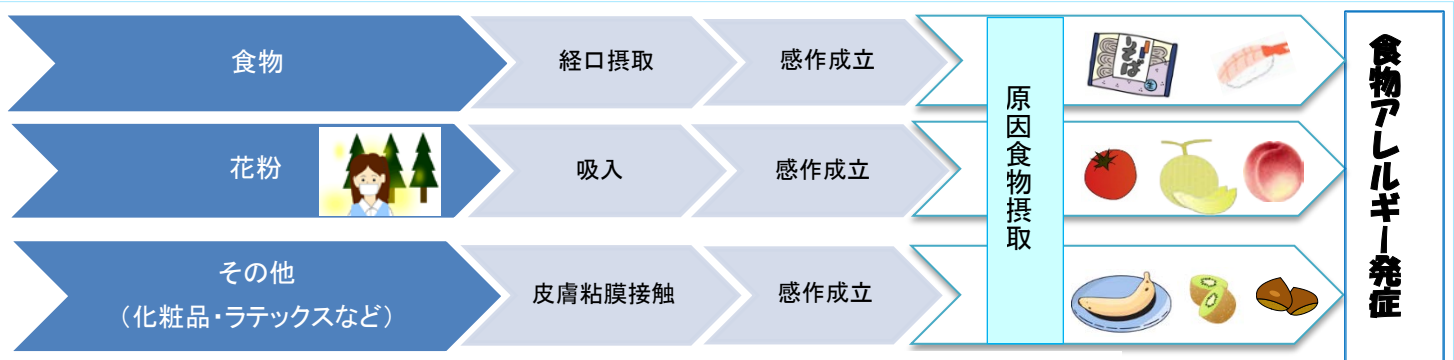 食物
経口摂取
感作成立
花粉
吸入
感作成立
その他
（化粧品・ラテックスなど）
皮膚粘膜接触
感作成立
原因食物摂取
そば
食物アレルギー発症